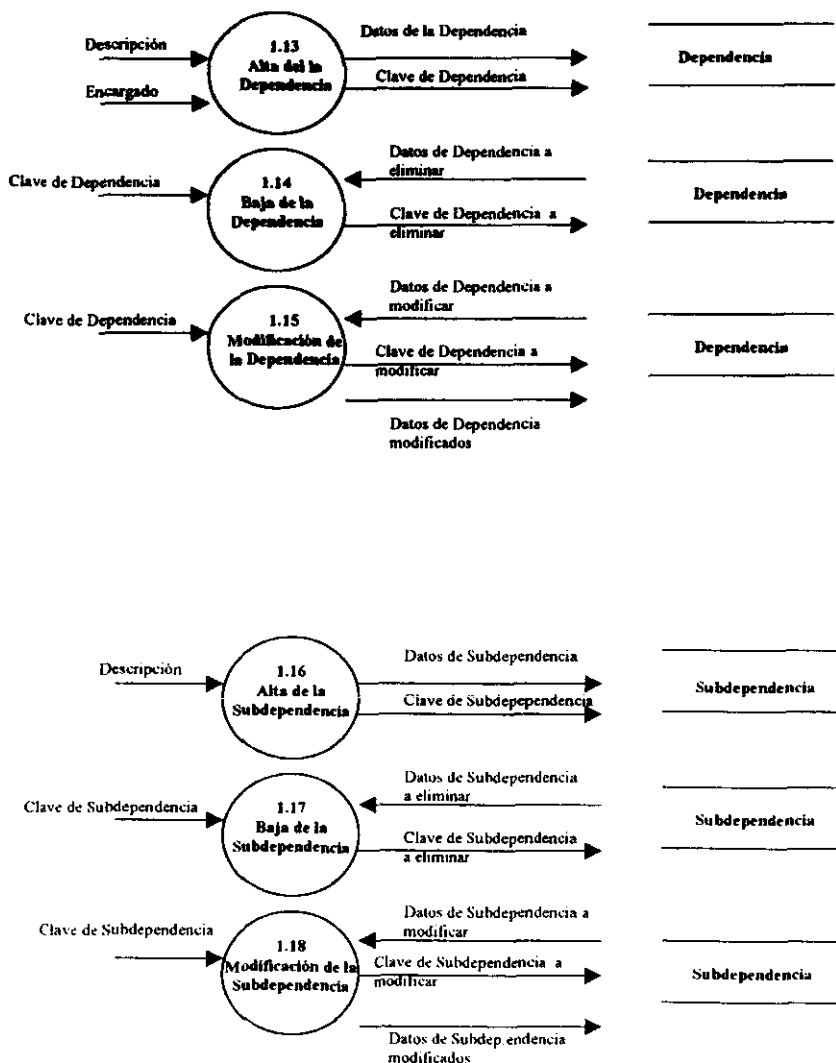 Descripción
Encargado
1.13
Alta del la
Dependencia
Datos de la Dependencia
Clave de Dependencia
Dependencia
Clave de Dependencia
1.14
Baja de la
Dependencia
Datos de Dependencia a
eliminar
Clave de Dependencia a
eliminar
Dependencia
Clave de Dependencia
1.15
Modificación de
la Dependencia
Datos de Dependencia a
modificar
Clave de Dependencia a
modificar
Datos de Dependencia
modificados
Dependencia
Descripción
1.16
Alta de la
Subdependencia
Datos de Subdependencia
Clave de Subdepependencia
Subdependencia
Clave de Subdependencia
1.17
Baja de la
Subdependencia
Datos de Subdependencia
a eliminar
Clave de Subdependencia
a eliminar
Subdependencia
Clave de Subdependencia
1.18
Modificación de la
Subdependencia
Datos de Subdependencia a
modificar
Clave de Subdependencia a
modificar
Datos de Subdep.endencia
modificados
Subdependencia